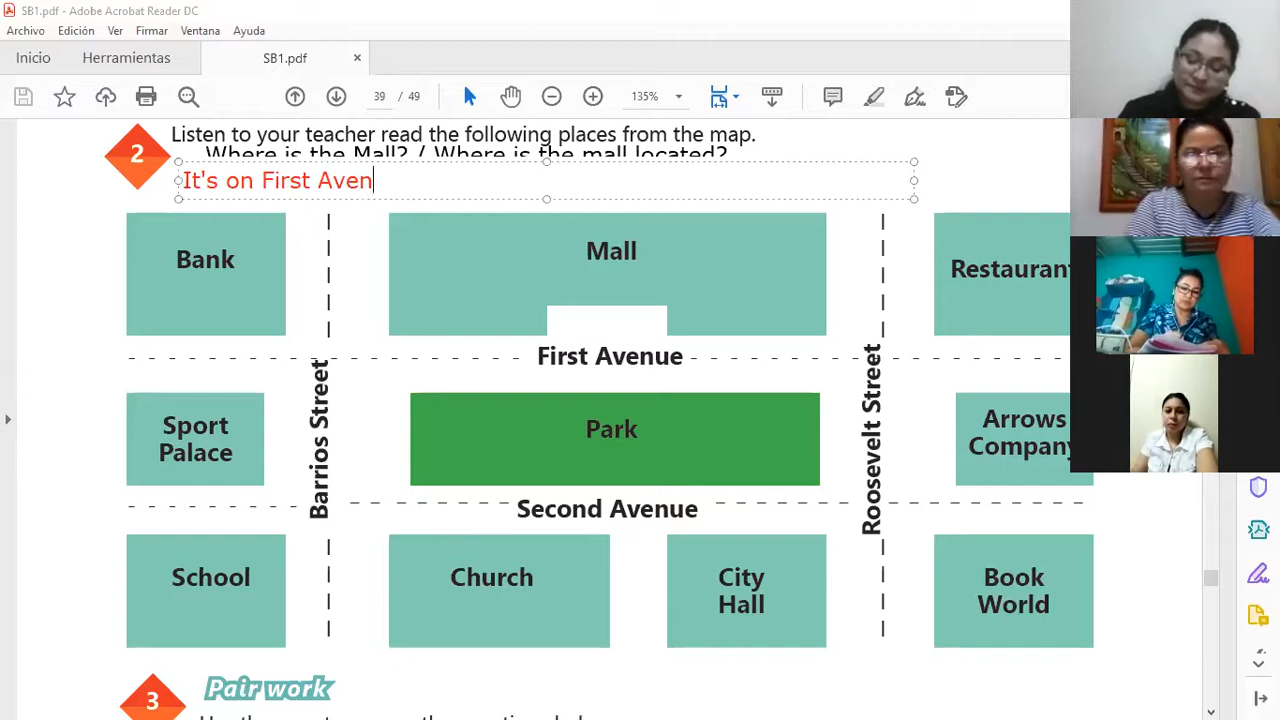 SB1.pdf - Adobe Acrobat Reader DC
Archivo Edición Ver Firmar Ventana Ayuda
Inicio Herramientas SB1.pdf ×
39 / 49 135%
2 Listen to your teacher read the following places from the map.
Where is the Mall? / Where is the mall located?
It's on First Aven
Bank Mall Restaurant
First Avenue
Barrios Street
Roosevelt Street
Sport Palace
Park
Arrows Company
Second Avenue
School Church City Hall Book World
3 Pair work